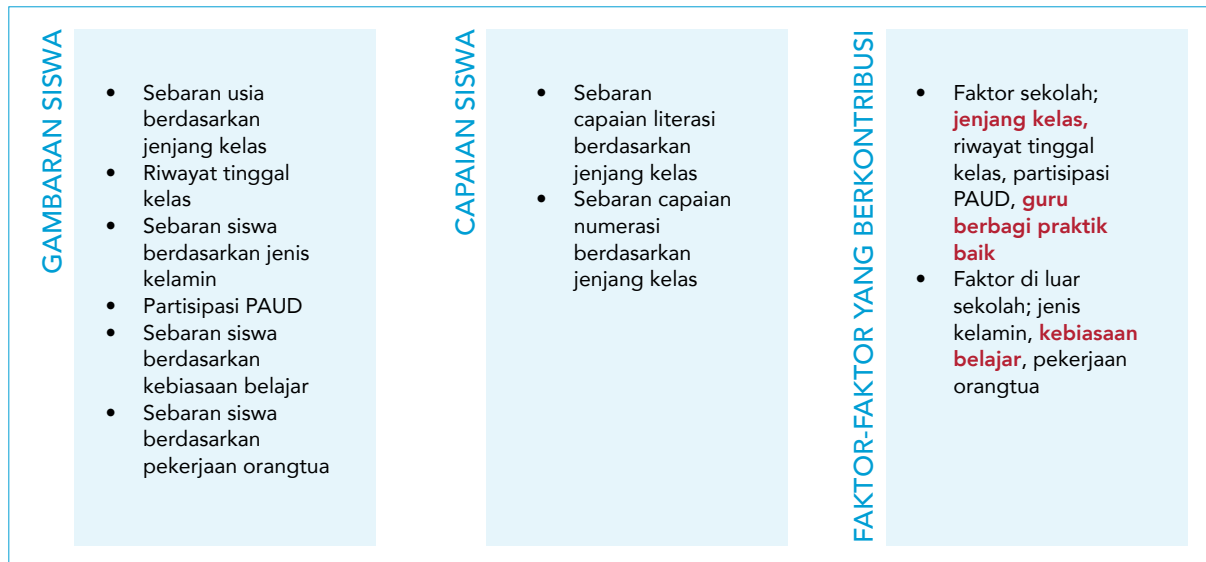 GAMBARAN SISWA
• Sebaran usia
berdasarkan
jenjang kelas
• Riwayat tinggal
kelas
• Sebaran siswa
berdasarkan jenis
kelamin
• Partisipasi PAUD
• Sebaran siswa
berdasarkan
kebiasaan belajar
• Sebaran siswa
berdasarkan
pekerjaan orangtua
CAPAIAN SISWA
• Sebaran
capaian literasi
berdasarkan
jenjang kelas
• Sebaran capaian
numerasi
berdasarkan
jenjang kelas
FAKTOR-FAKTOR YANG BERKONTRIBUSI
• Faktor sekolah;
jenjang kelas,
riwayat tinggal
kelas, partisipasi
PAUD, guru
berbagi praktik
baik
• Faktor di luar
sekolah; jenis
kelamin, kebiasaan
belajar, pekerjaan
orangtua